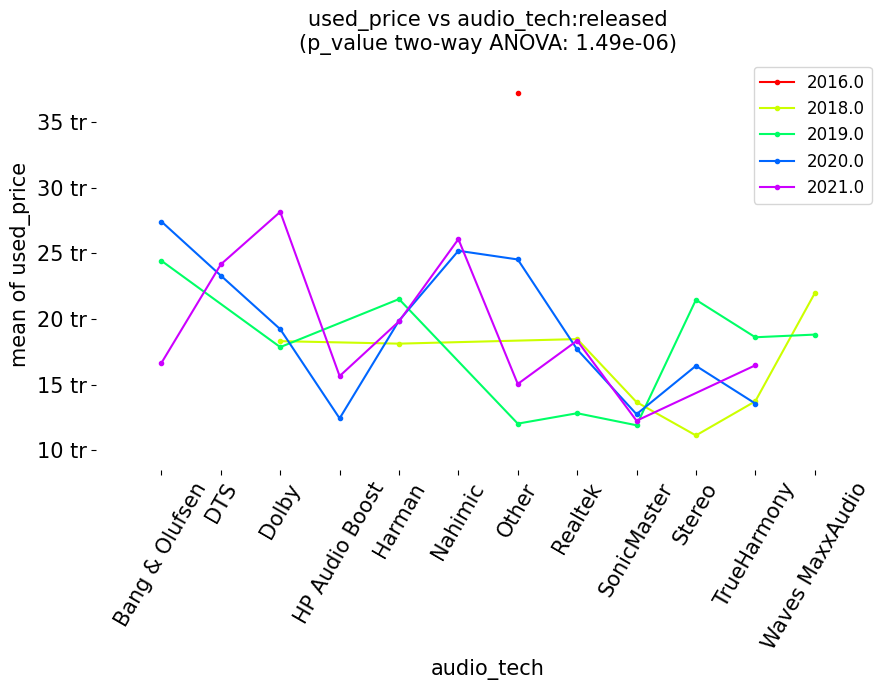 used_price vs audio_tech:released
(p_value two-way ANOVA: 1.49e-06)
2016.0
2018.0
2019.0
2020.0
2021.0
35 tr
30 tr
25 tr
20 tr
15 tr
10 tr
mean of used_price
Bang & Olufsen
DTS
Dolby
HP Audio Boost
Harman
Nahimic
Other
Realtek
SonicMaster
Stereo
TrueHarmony
Waves MaxxAudio
audio_tech